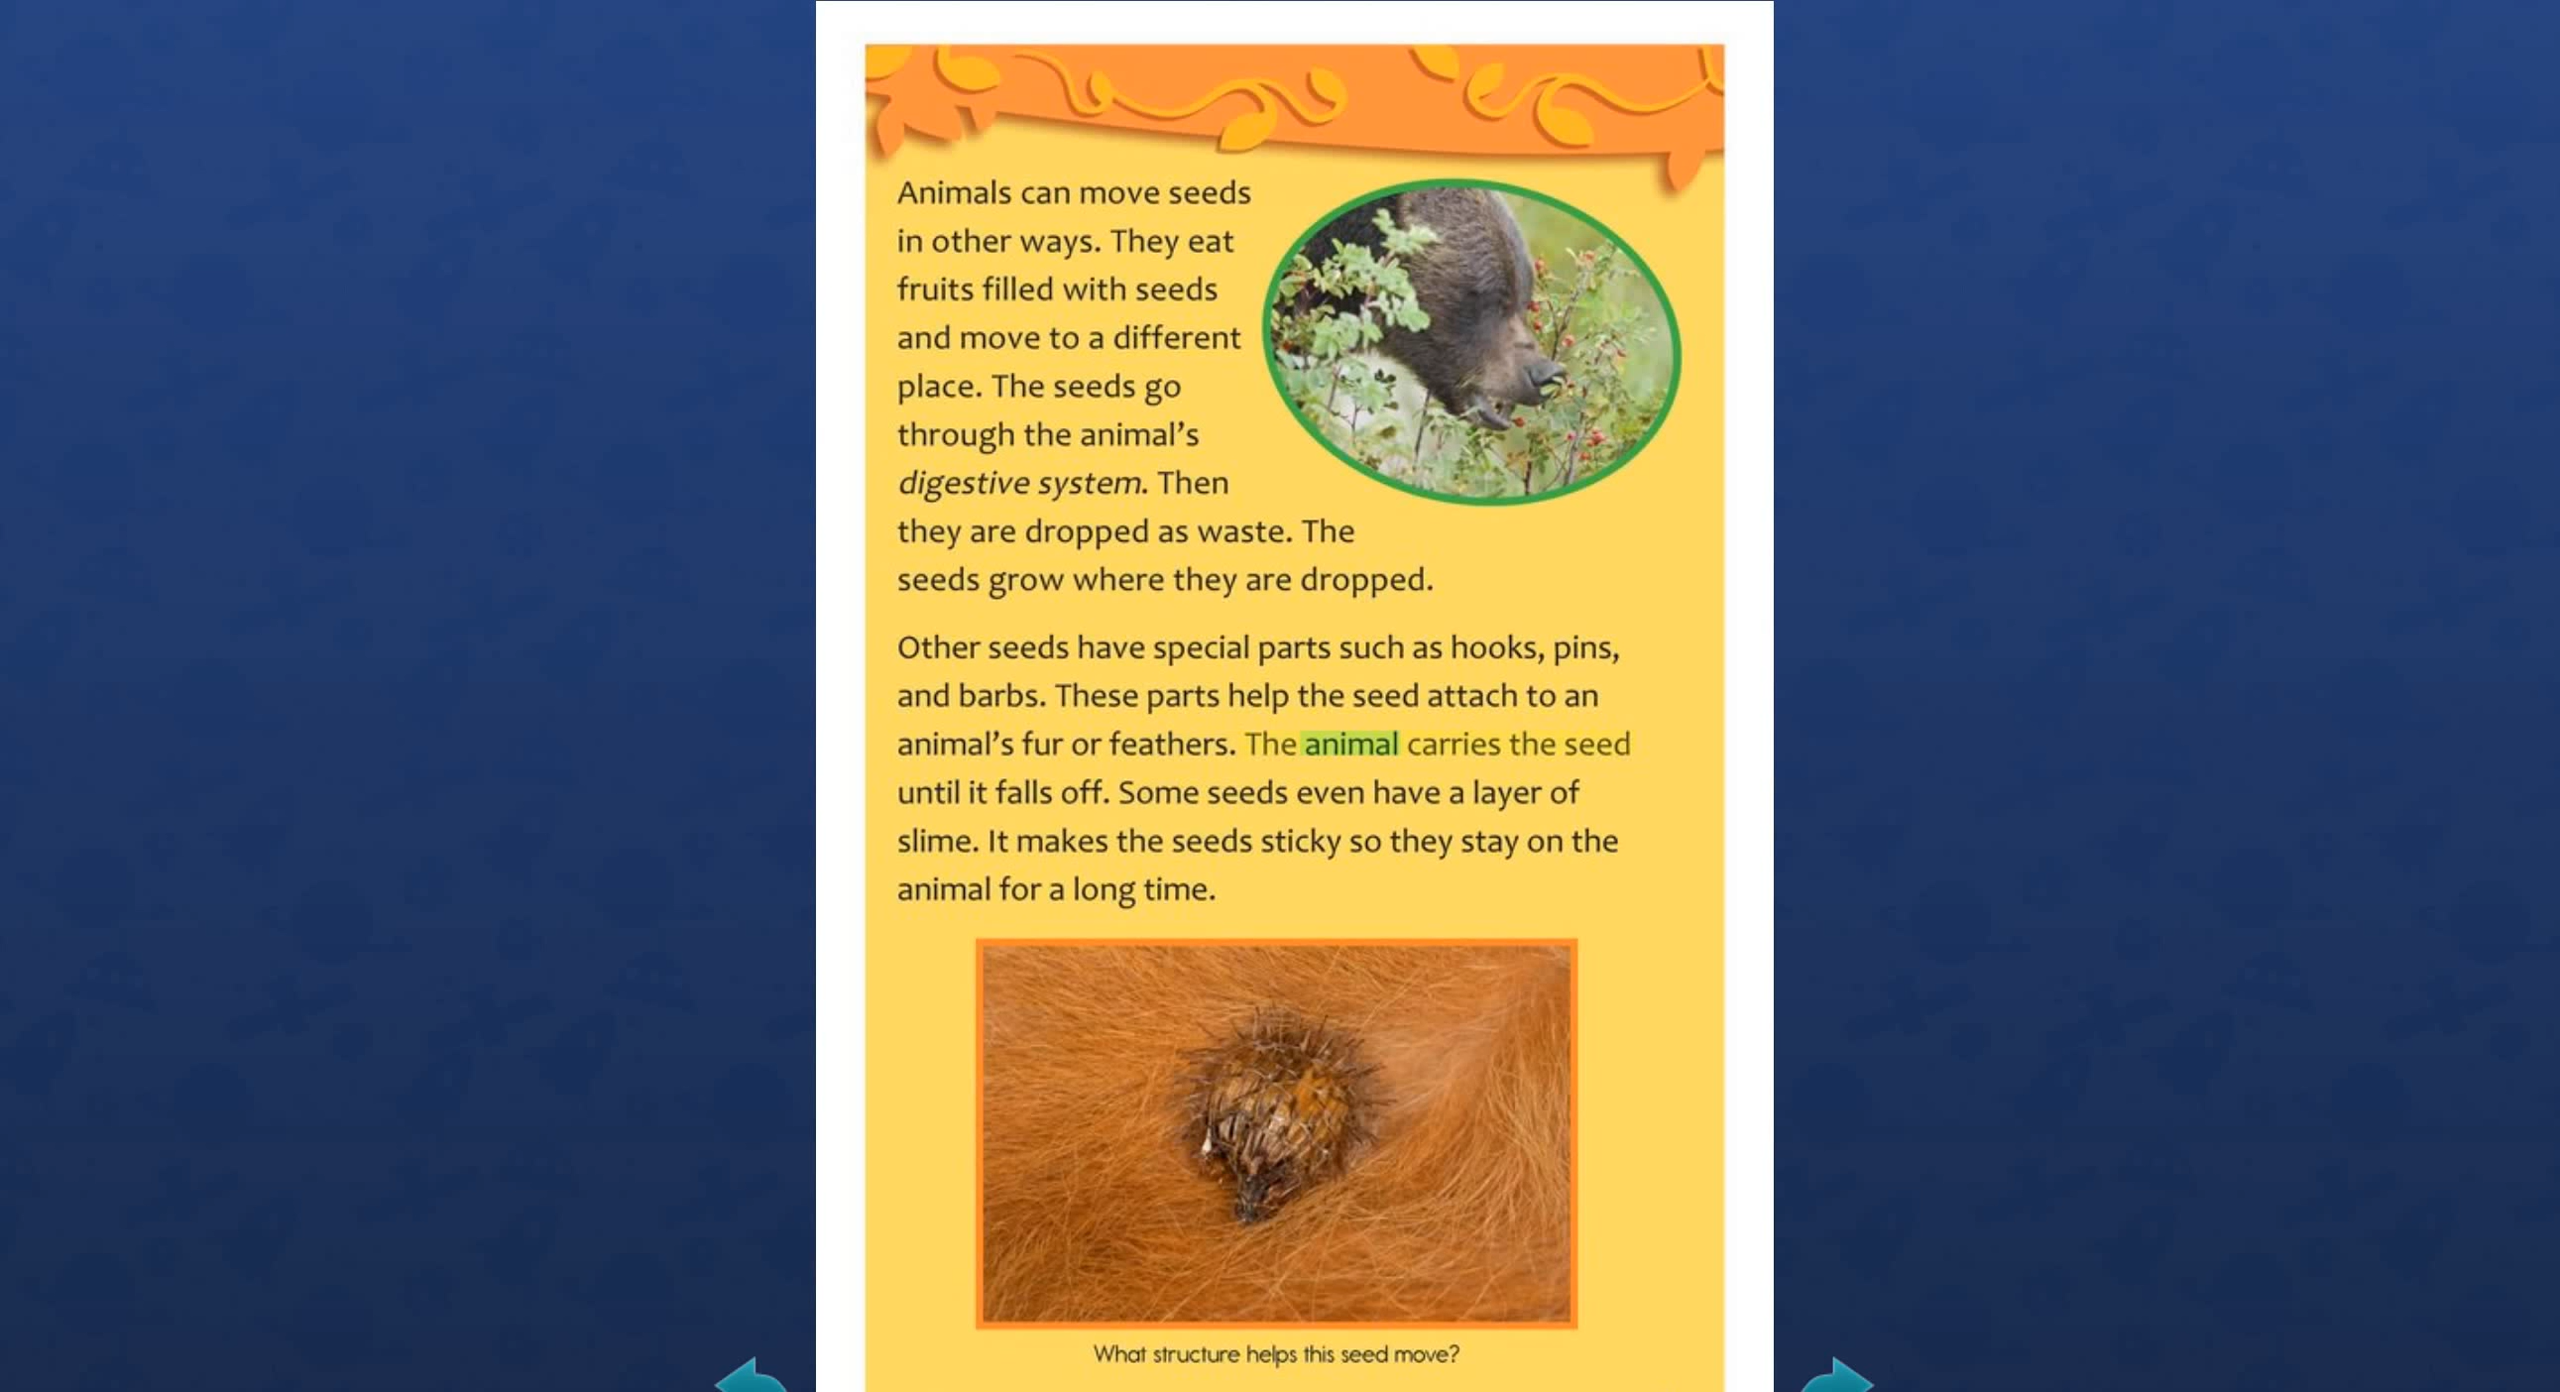 Animals can move seeds
in other ways. They eat
fruits filled with seeds
and move to a different
place. The seeds go
through the animal’s
digestive system. Then
they are dropped as waste. The
seeds grow where they are dropped.
Other seeds have special parts such as hooks, pins,
and barbs. These parts help the seed attach to an
animal’s fur or feathers. The animal carries the seed
until it falls off. Some seeds even have a layer of
slime. It makes the seeds sticky so they stay on the
animal for a long time.
What structure helps this seed move?